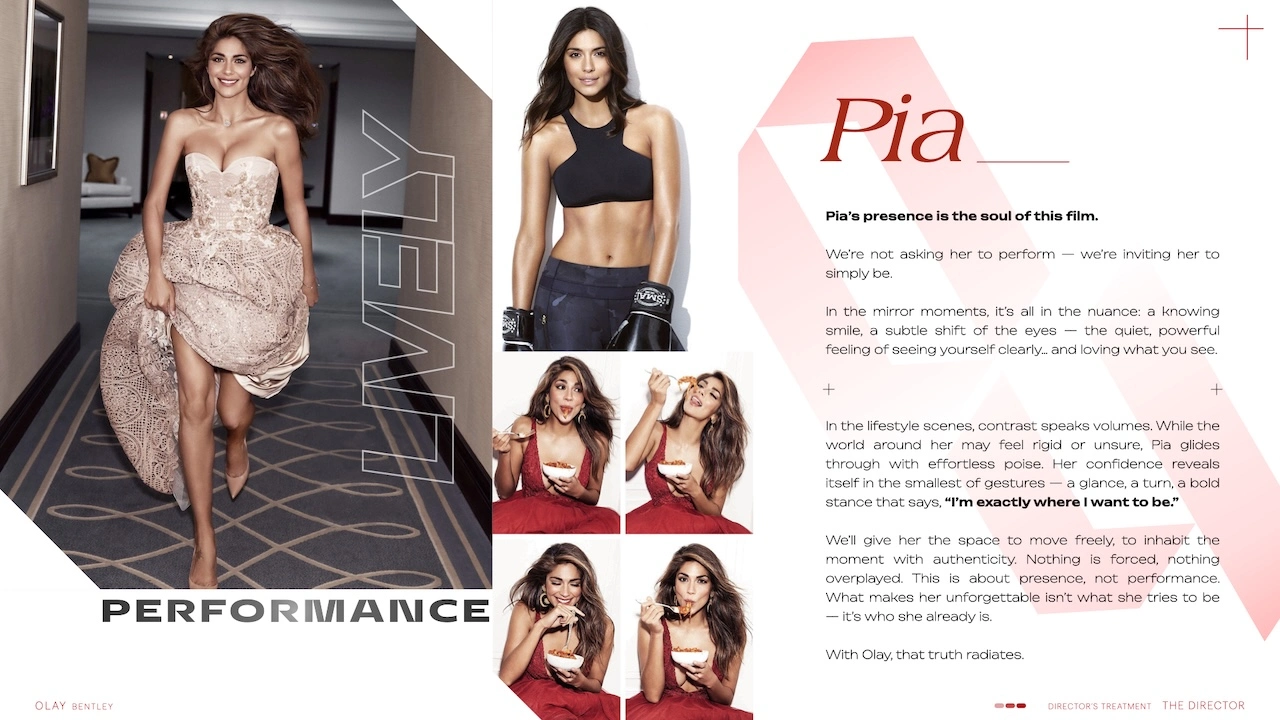 LIVELY
PERFORMANCE
OLAY BENTLEY
SMAI
Pia
Pia's presence is the soul of this film.
We're not asking her to perform — we're inviting her to
simply be.
In the mirror moments, it's all in the nuance: a knowing
smile, a subtle shift of the eyes — the quiet, powerful
feeling of seeing yourself clearly... and loving what you see.
In the lifestyle scenes, contrast speaks volumes. While the
world around her may feel rigid or unsure, Pia glides
through with effortless poise. Her confidence reveals
itself in the smallest of gestures — a glance, a turn, a bold
stance that says, “I'm exactly where I want to be.”
We'll give her the space to move freely, to inhabit the
moment with authenticity. Nothing is forced, nothing
overplayed. This is about presence, not performance.
What makes her unforgettable isn't what she tries to be
— it's who she already is.
With Olay, that truth radiates.
DIRECTOR'S TREATMENT THE DIRECTOR